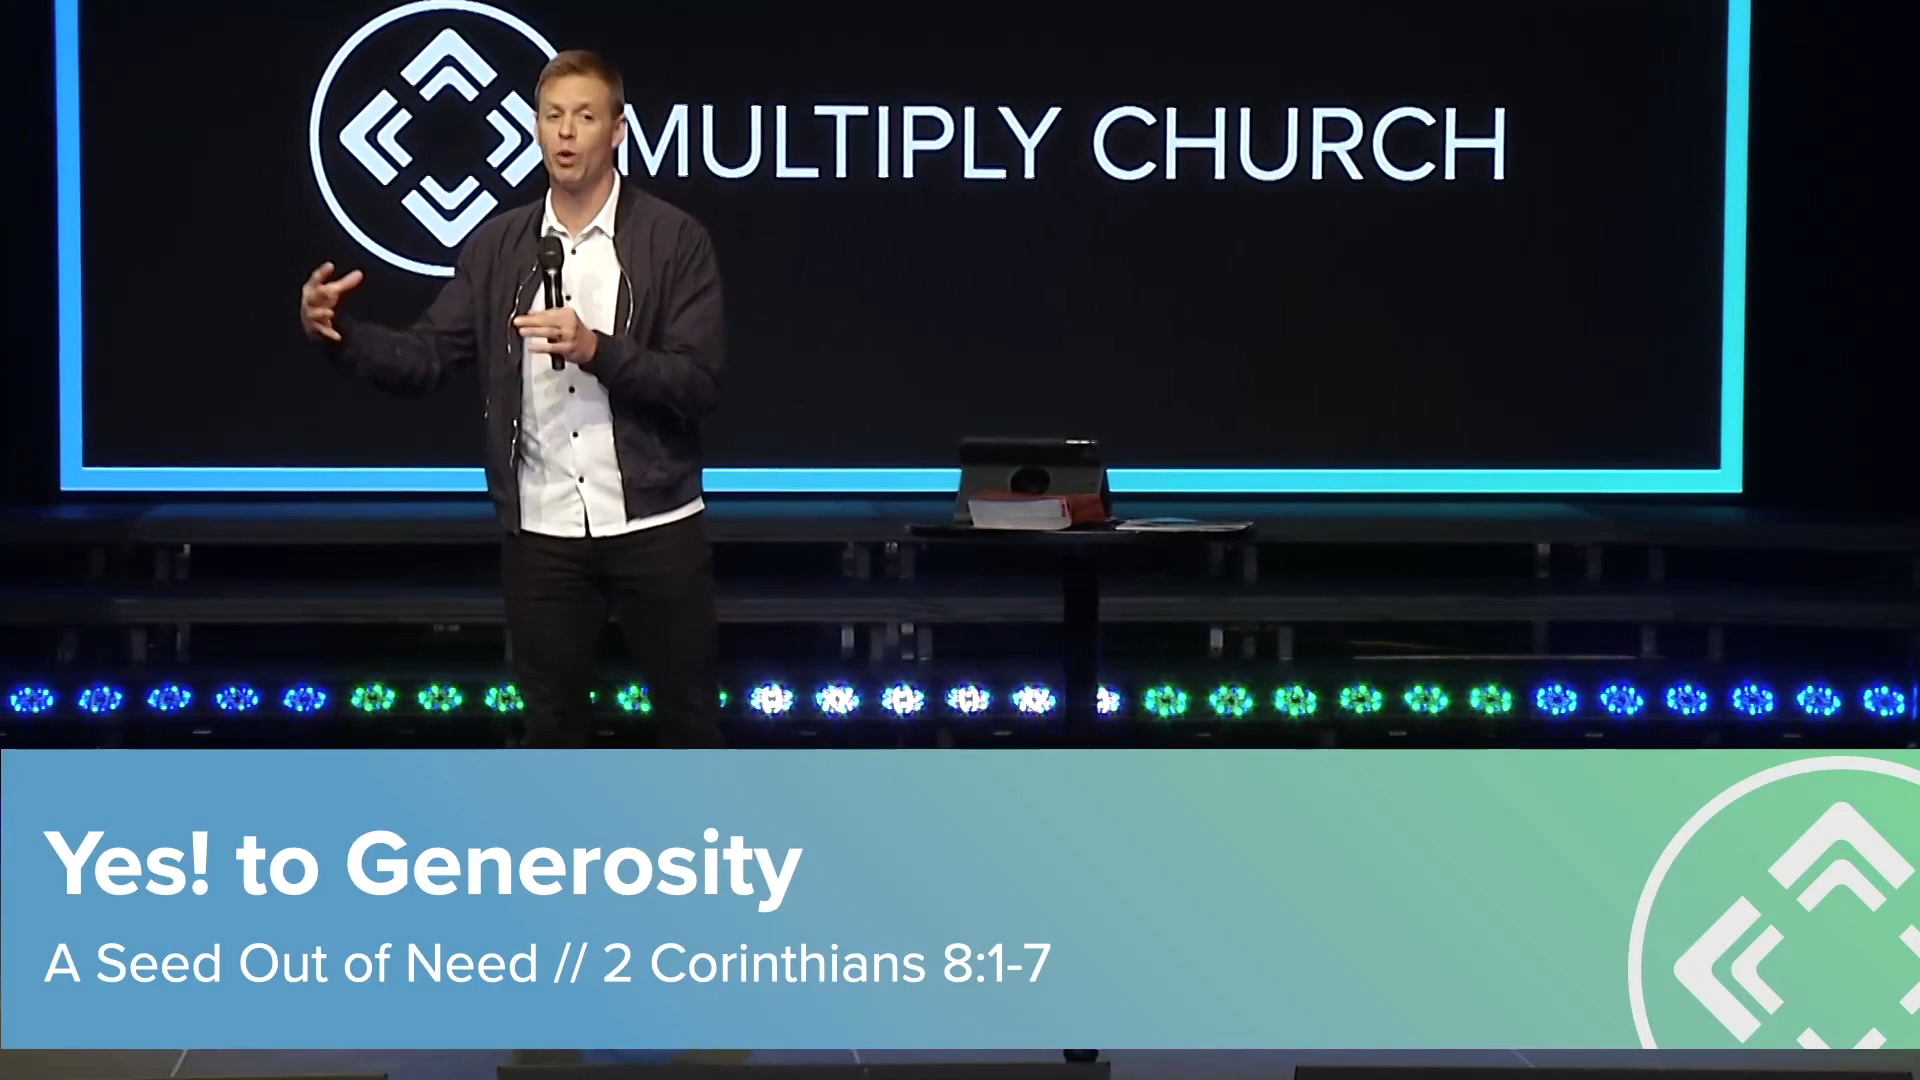 MULTIPLY CHURCH
Yes! to Generosity
A Seed Out of Need // 2 Corinthians 8:1-7